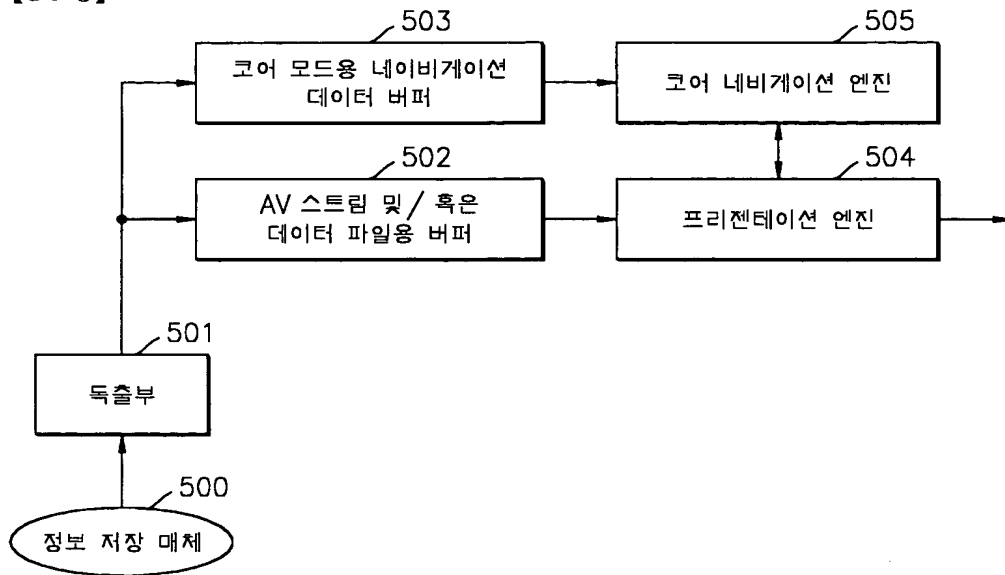 503
코어 모드용 네이비게이션
데이터 버퍼
505
코어 네비게이션 엔진
502
AV 스트림 및/혹은
데이터 파일용 버퍼
504
프리젠테이션 엔진
501
독출부
500
정보 저장 매체